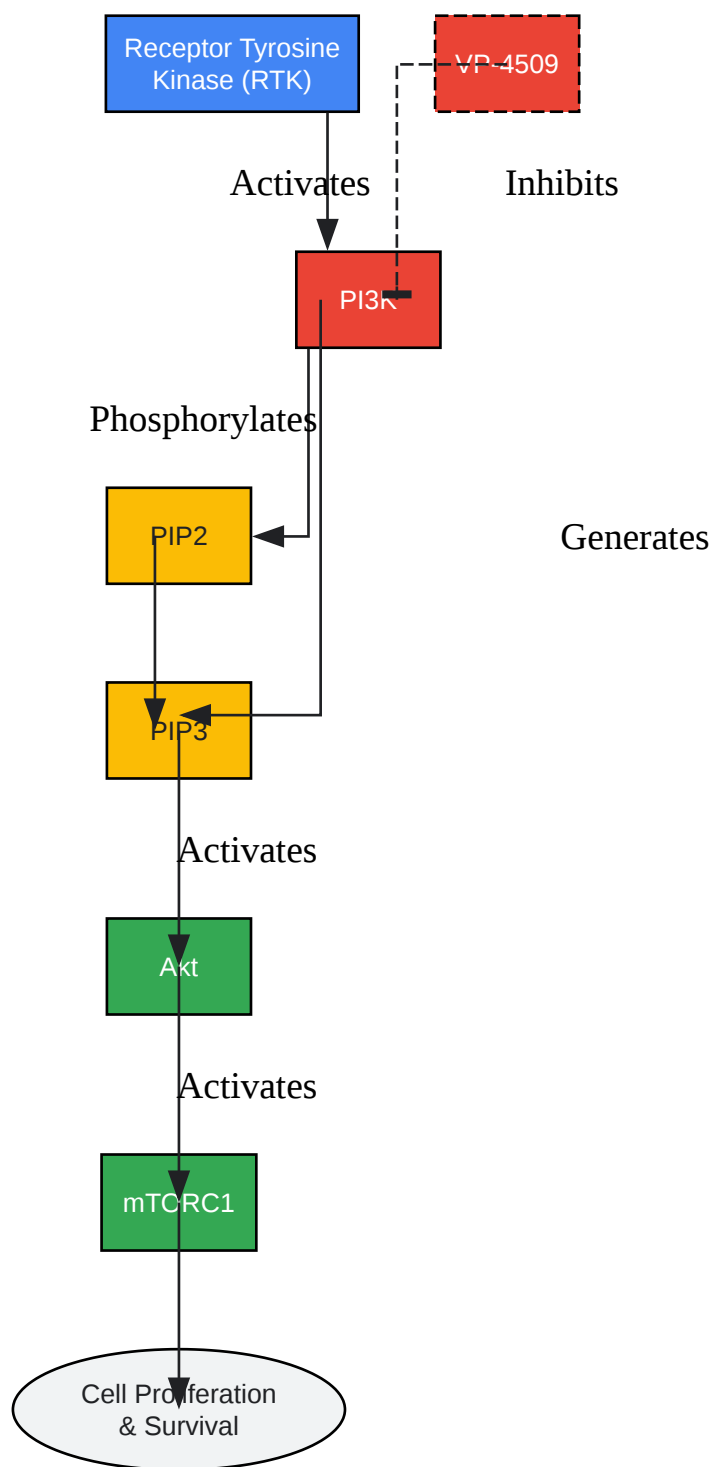 Receptor Tyrosine
Kinase (RTK)
VP-4509
Activates
Inhibits
PI3K
Phosphorylates
PIP2
Generates
PIP3
Activates
Akt
Activates
mTORC1
Cell Proliferation
& Survival